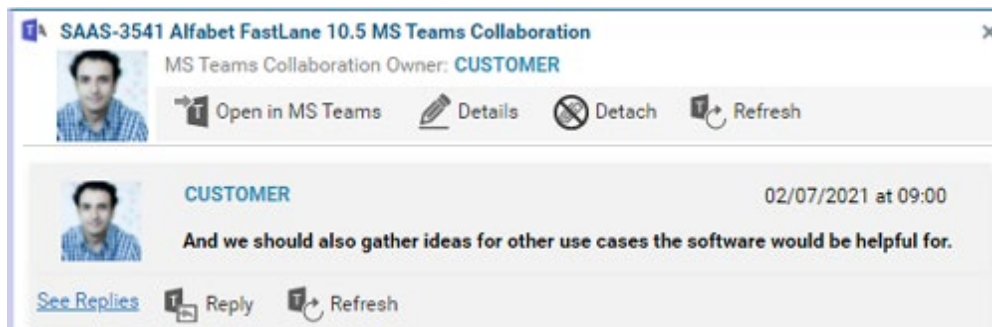 SAAS-3541 Alfabet FastLane 10.5 MS Teams Collaboration
MS Teams Collaboration Owner: CUSTOMER
Open in MS Teams Details Detach Refresh
CUSTOMER 02/07/2021 at 09:00
And we should also gather ideas for other use cases the software would be helpful for.
See Replies Reply Refresh